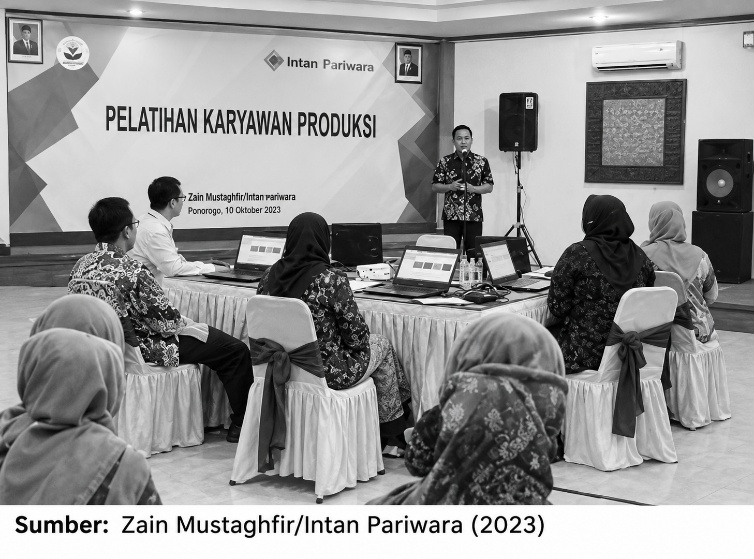 Intan Pariwara
PELATIHAN KARYAWAN PRODUKSI
Zain Mustaghfir/Intan Pariwara
Ponorogo, 10 Oktober 2023
Sumber: Zain Mustaghfir/Intan Pariwara (2023)